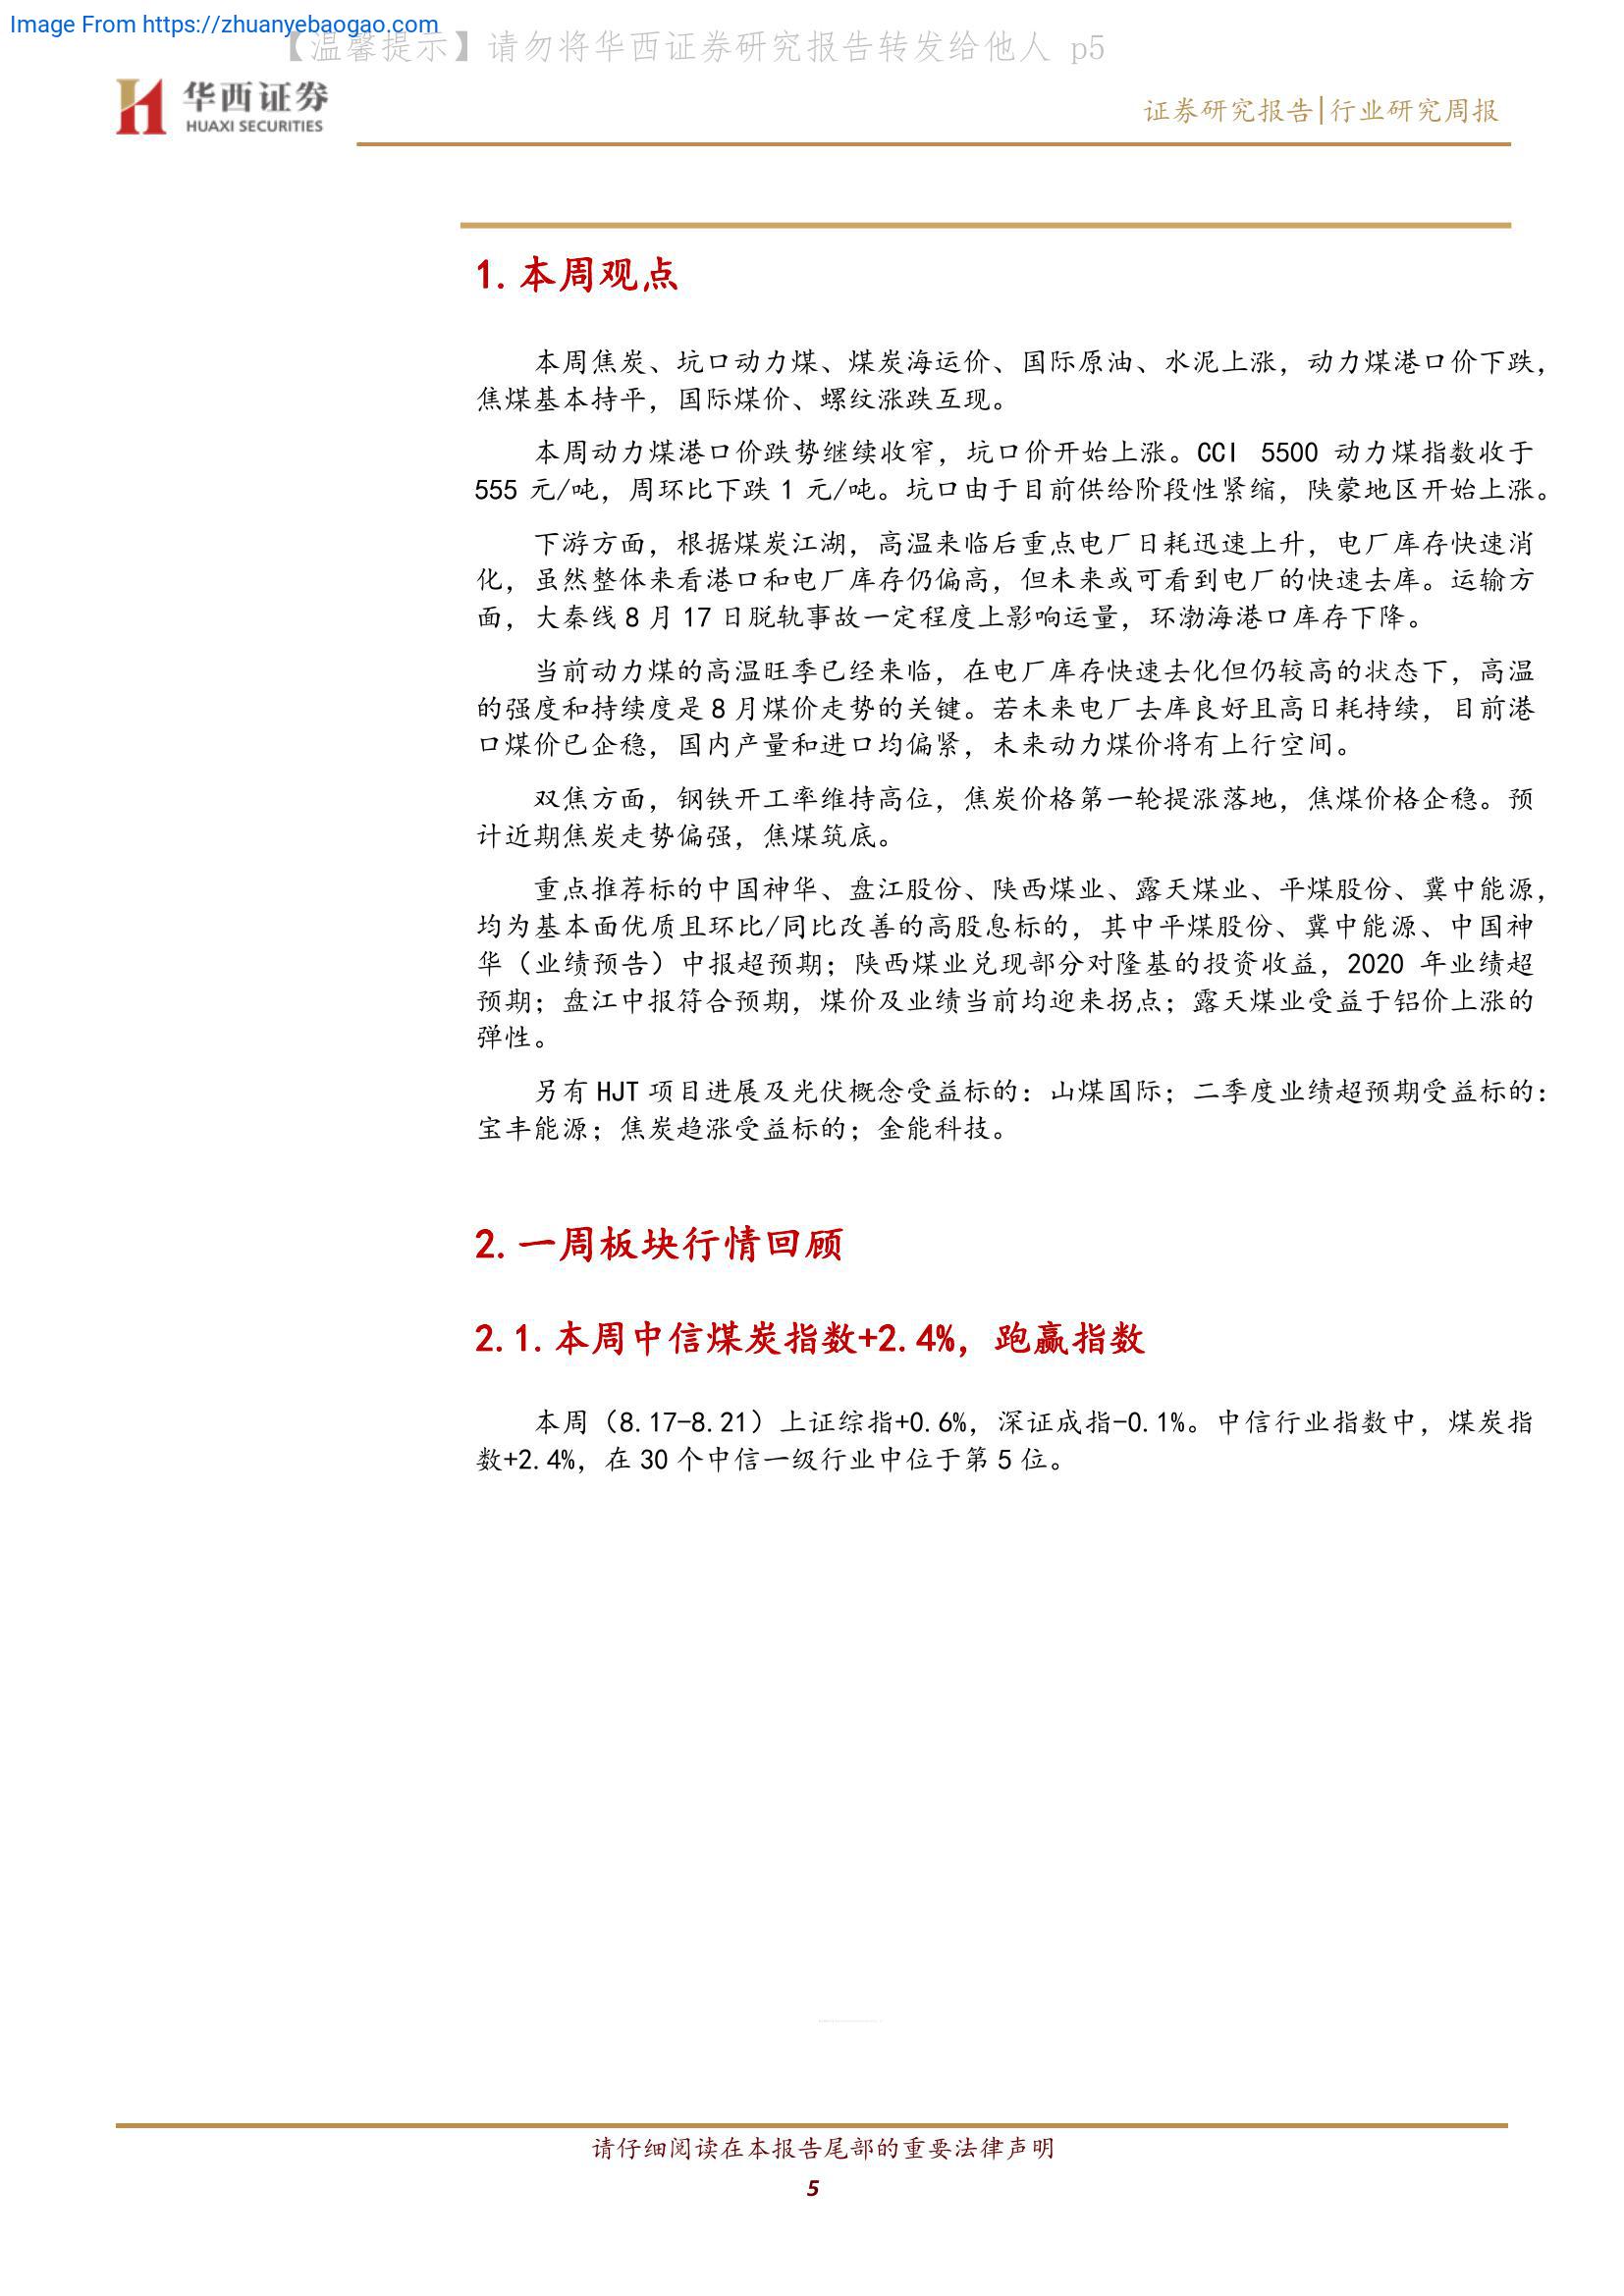 Image From https://zhuanyebaogao.com
【温馨提示】请勿将华西证券研究报告转发给他人 p5
华西证券
HUAXI SECURITIES
证券研究报告|行业研究周报
1. 本周观点
本周焦炭、坑口动力煤、煤炭海运价、国际原油、水泥上涨，动力煤港口价下跌，
焦煤基本持平，国际煤价、螺纹涨跌互现。
本周动力煤港口价跌势继续收窄，坑口价开始上涨。CCI 5500 动力煤指数收于
555 元/吨，周环比下跌 1 元/吨。坑口由于目前供给阶段性紧缩，陕蒙地区开始上涨。
下游方面，根据煤炭江湖，高温来临后重点电厂日耗迅速上升，电厂库存快速消
化，虽然整体来看港口和电厂库存仍偏高，但未来或可看到电厂的快速去库。运输方
面，大秦线 8 月 17 日脱轨事故一定程度上影响运量，环渤海港口库存下降。
当前动力煤的高温旺季已经来临，在电厂库存快速去化但仍较高的状态下，高温
的强度和持续度是 8 月煤价走势的关键。若未来电厂去库良好且高日耗持续，目前港
口煤价已企稳，国内产量和进口均偏紧，未来动力煤价将有上行空间。
双焦方面，钢铁开工率维持高位，焦炭价格第一轮提涨落地，焦煤价格企稳。预
计近期焦炭走势偏强，焦煤筑底。
重点推荐标的中国神华、盘江股份、陕西煤业、露天煤业、平煤股份、冀中能源，
均为基本面优质且环比/同比改善的高股息标的，其中平煤股份、冀中能源、中国神
华（业绩预告）中报超预期；陕西煤业兑现部分对隆基的投资收益，2020 年业绩超
预期；盘江中报符合预期，煤价及业绩当前均迎来拐点；露天煤业受益于铝价上涨的
弹性。
另有 HJT 项目进展及光伏概念受益标的：山煤国际；二季度业绩超预期受益标的：
宝丰能源；焦炭趋涨受益标的；金能科技。
2. 一周板块行情回顾
2.1. 本周中信煤炭指数+2.4%，跑赢指数
本周（8.17-8.21）上证综指+0.6%，深证成指-0.1%。中信行业指数中，煤炭指
数+2.4%，在 30 个中信一级行业中位于第 5 位。
请仔细阅读在本报告尾部的重要法律声明
5